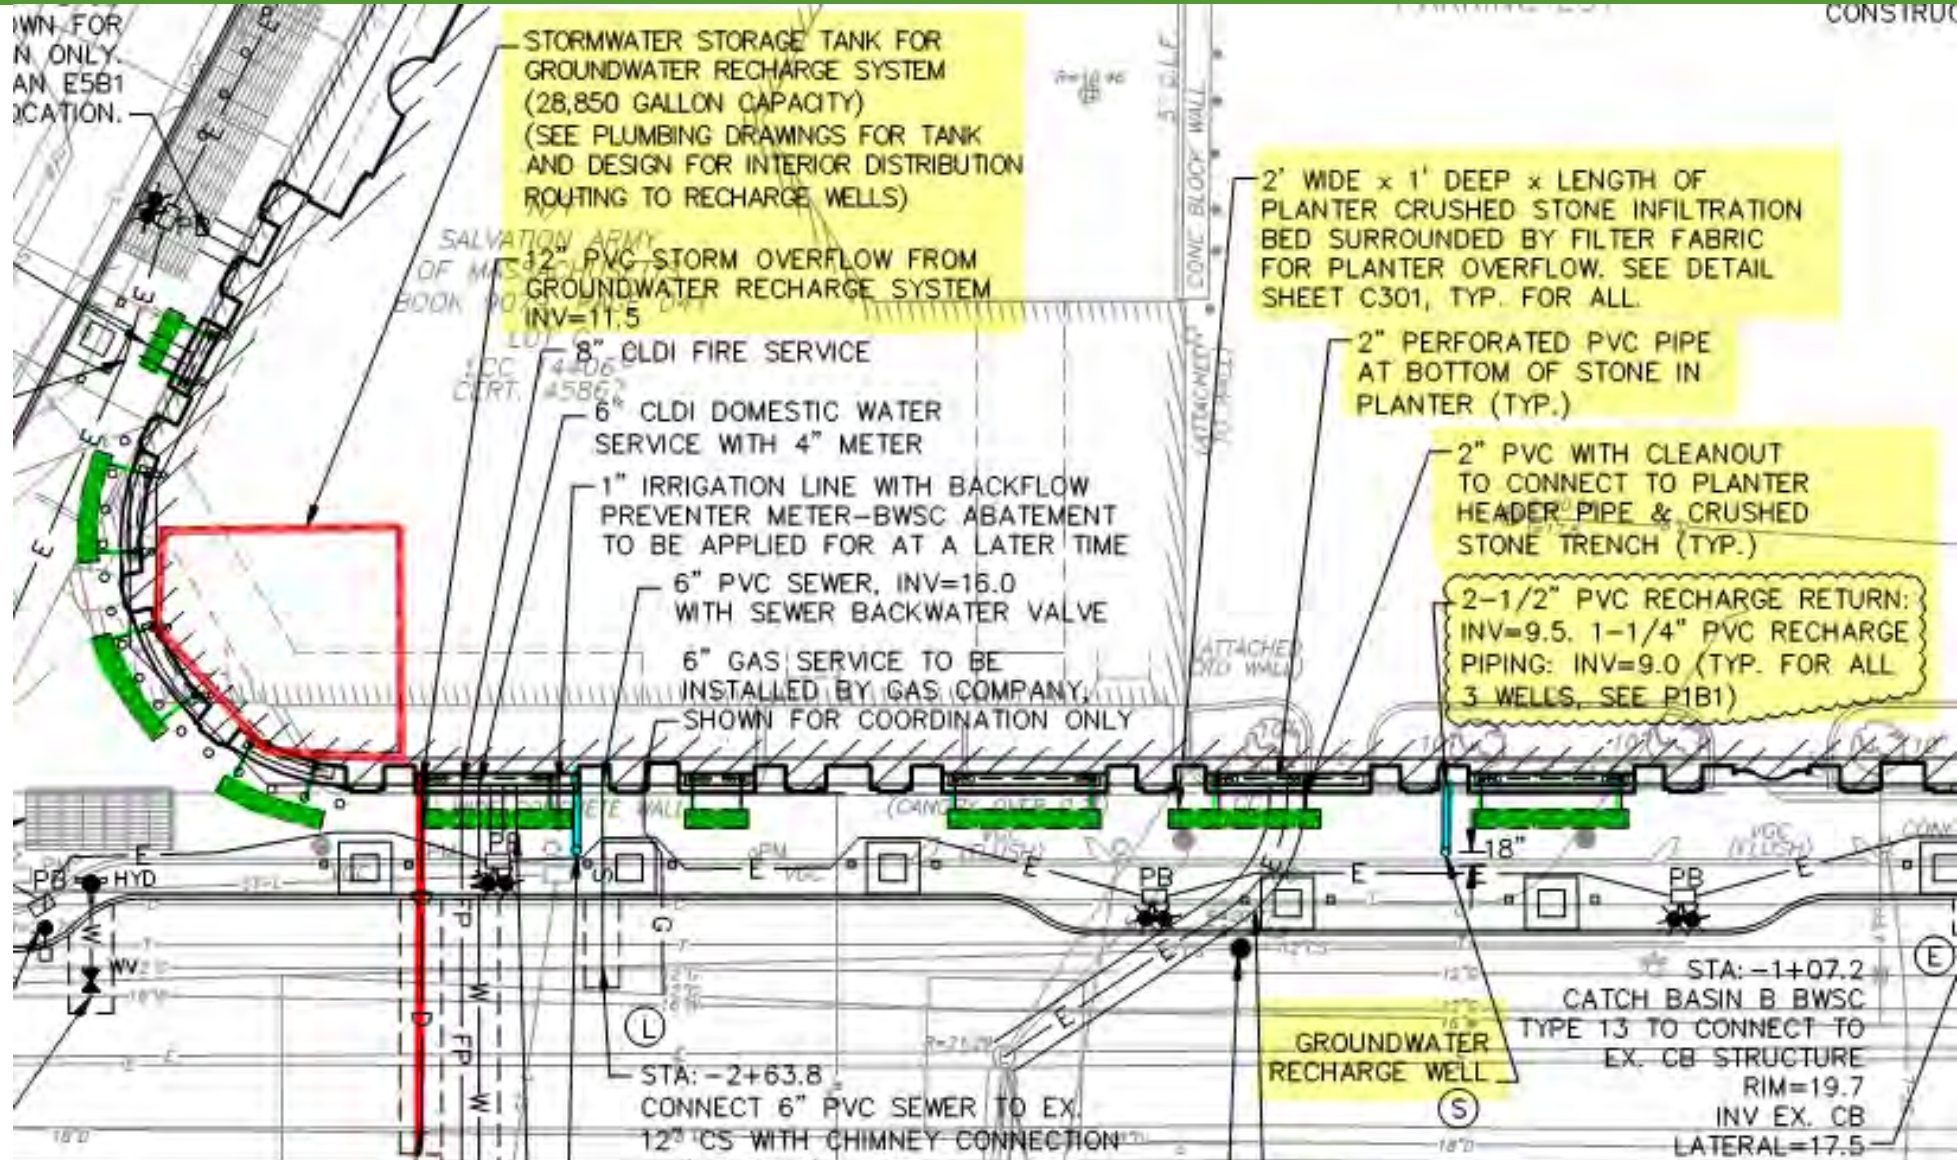 WN FOR
N ONLY.
AN E5B1
OCATION.
CONSTRUC
STORMWATER STORAGE TANK FOR
GROUNDWATER RECHARGE SYSTEM
(28,850 GALLON CAPACITY)
(SEE PLUMBING DRAWINGS FOR TANK
AND DESIGN FOR INTERIOR DISTRIBUTION
ROUTING TO RECHARGE WELLS)
SALVATION ARMY
12" PVC STORM OVERFLOW FROM
GROUNDWATER RECHARGE SYSTEM
INV=11.5
8" CLDI FIRE SERVICE
6" CLDI DOMESTIC WATER
SERVICE WITH 4" METER
1" IRRIGATION LINE WITH BACKFLOW
PREVENTER METER-BWSC ABATEMENT
TO BE APPLIED FOR AT A LATER TIME
6" PVC SEWER, INV=16.0
WITH SEWER BACKWATER VALVE
6" GAS SERVICE TO BE
INSTALLED BY GAS COMPANY,
SHOWN FOR COORDINATION ONLY
CONC BLOCK WALL
(ATTACHED
TO WALL)
2' WIDE x 1' DEEP x LENGTH OF
PLANTER CRUSHED STONE INFILTRATION
BED SURROUNDED BY FILTER FABRIC
FOR PLANTER OVERFLOW. SEE DETAIL
SHEET C301, TYP. FOR ALL.
2" PERFORATED PVC PIPE
AT BOTTOM OF STONE IN
PLANTER (TYP.)
2" PVC WITH CLEANOUT
TO CONNECT TO PLANTER
HEADER PIPE & CRUSHED
STONE TRENCH (TYP.)
2-1/2" PVC RECHARGE RETURN:
INV=9.5. 1-1/4" PVC RECHARGE
PIPING: INV=9.0 (TYP. FOR ALL
3 WELLS, SEE P1B1)
18"
PB
PB
PB
PB
HYD
WV
GROUNDWATER
RECHARGE WELL
S
L
E
STA: -2+63.8
CONNECT 6" PVC SEWER TO EX.
12" CS WITH CHIMNEY CONNECTION
STA: -1+07.2
CATCH BASIN B BWSC
TYPE 13 TO CONNECT TO
EX. CB STRUCTURE
RIM=19.7
INV EX. CB
LATERAL=17.5